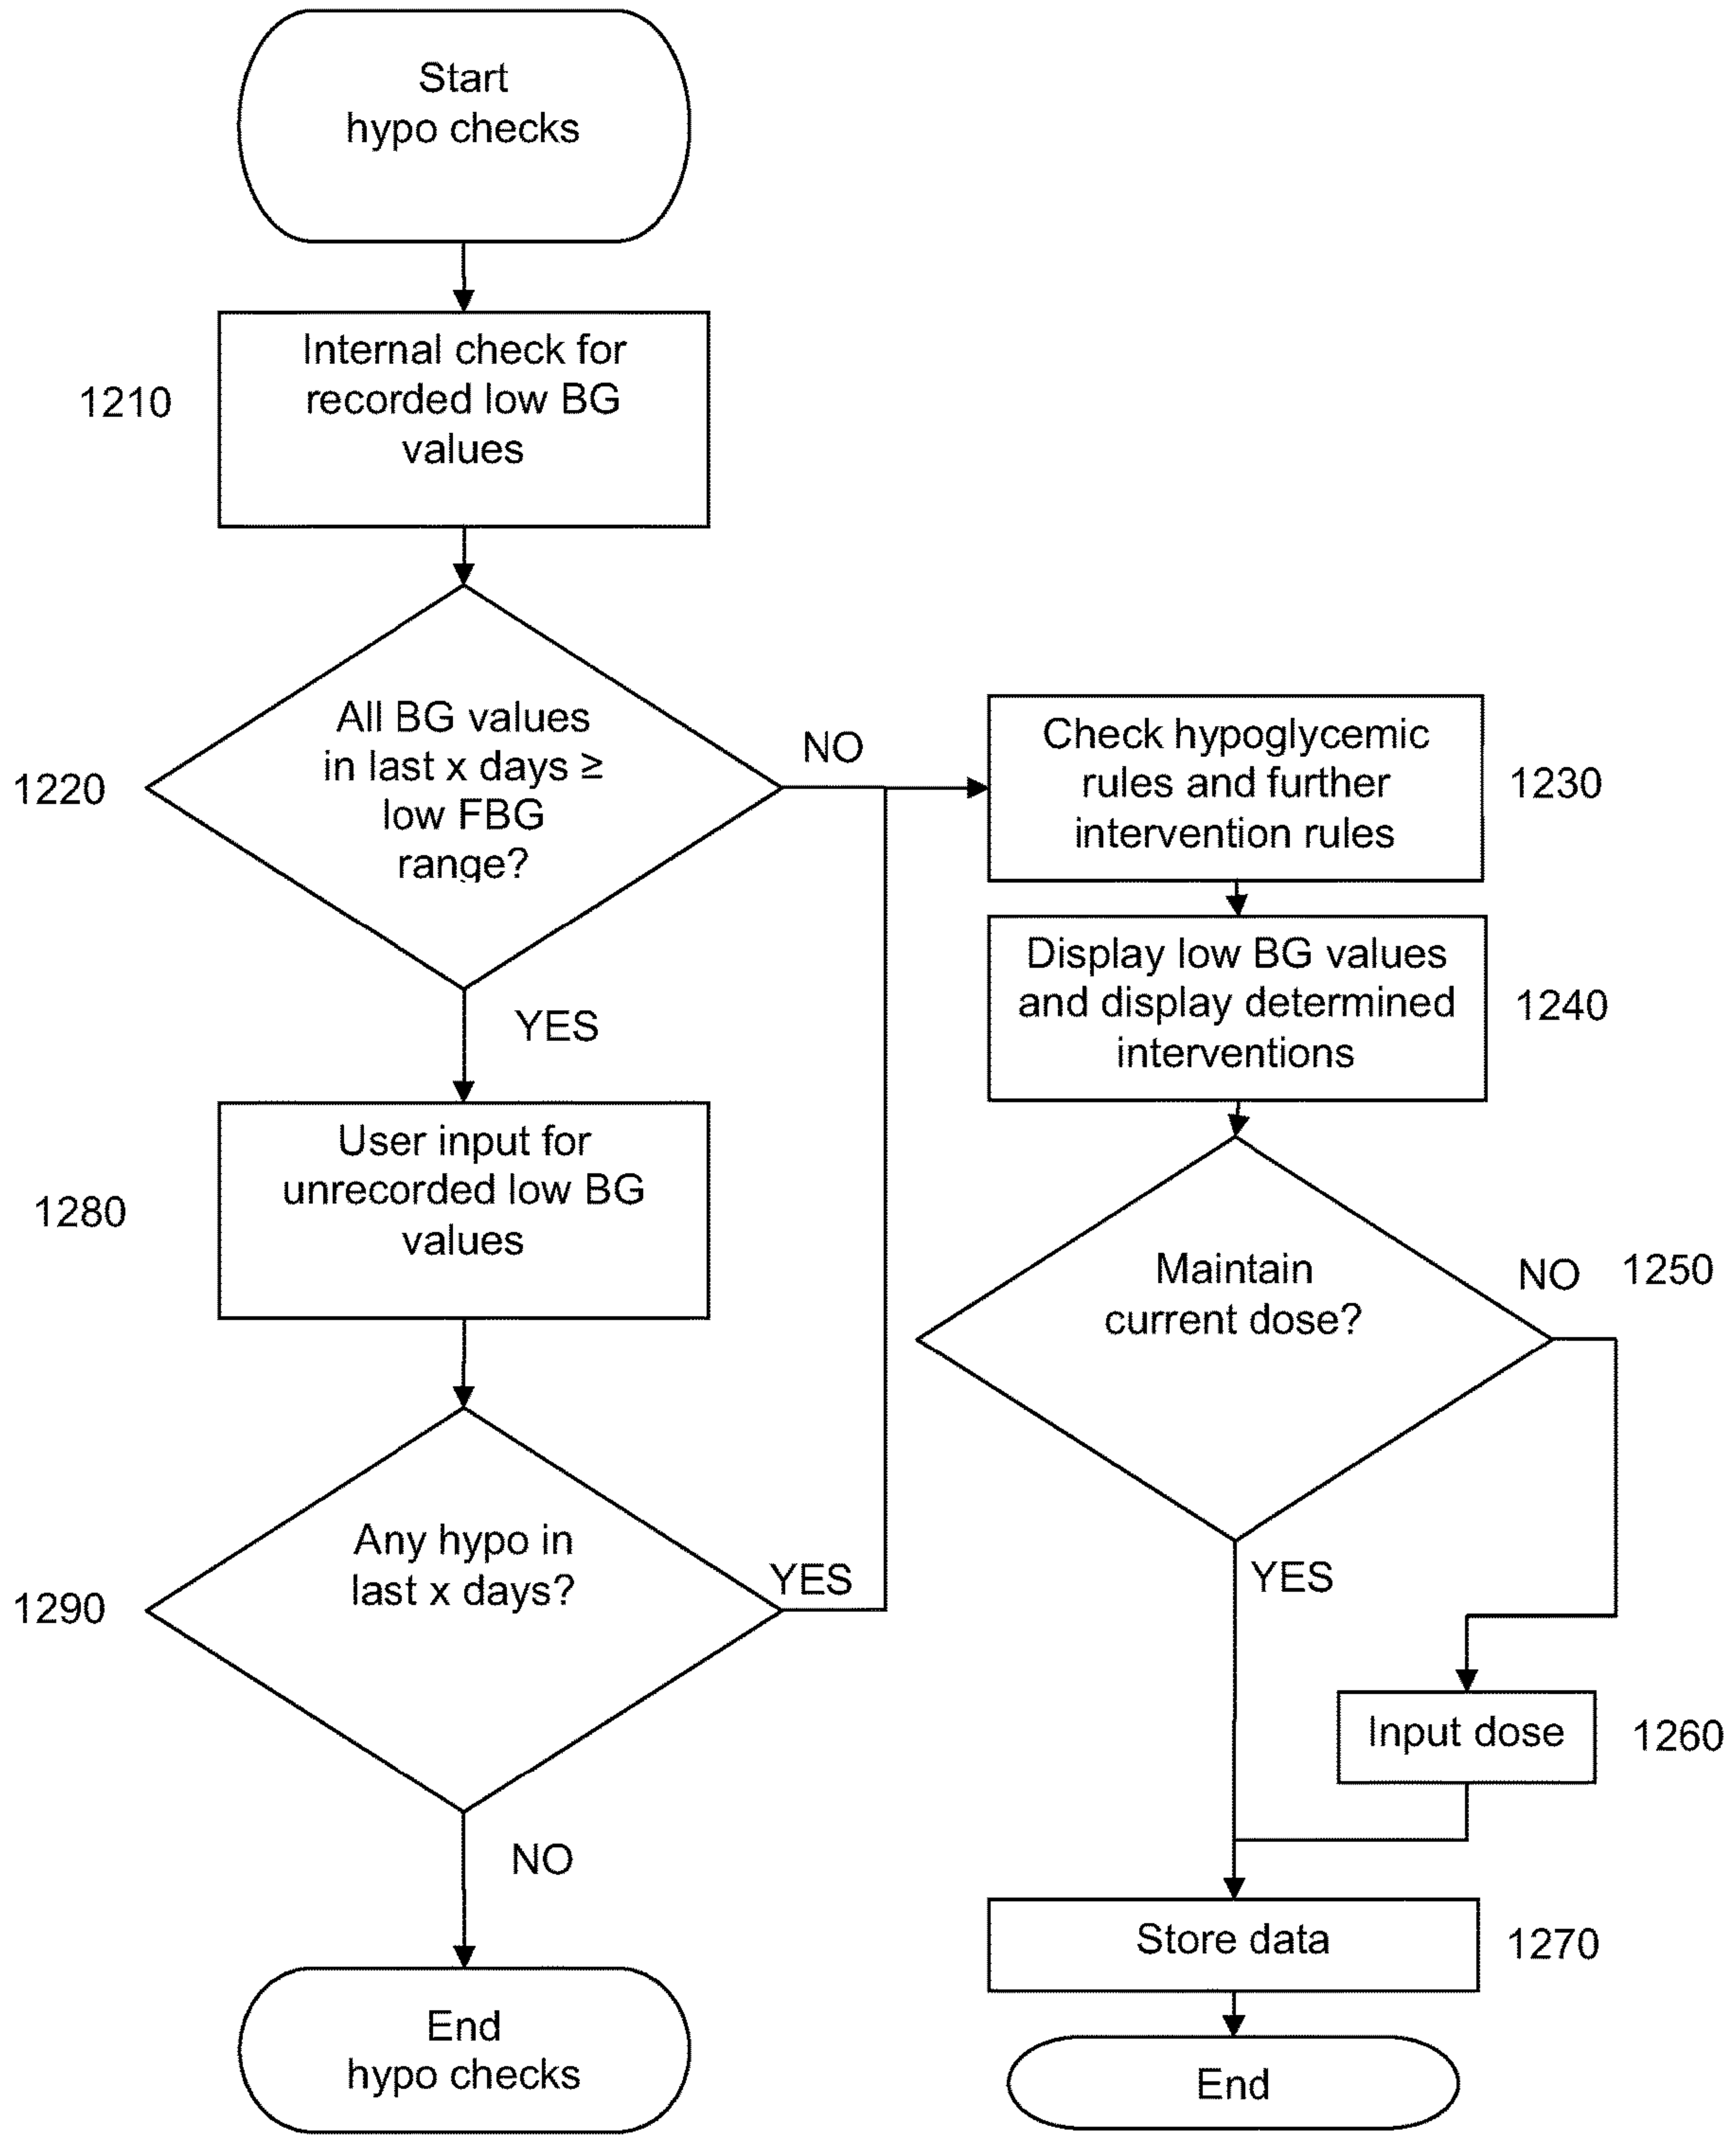 Start
hypo checks
1210
Internal check for
recorded low BG
values
1220
All BG values
in last x days ≥
low FBG
range?
NO
YES
1280
User input for
unrecorded low BG
values
1290
Any hypo in
last x days?
YES
NO
End
hypo checks
Check hypoglycemic
rules and further
intervention rules
1230
Display low BG values
and display determined
interventions
1240
Maintain
current dose?
NO
1250
YES
Input dose
1260
Store data
1270
End